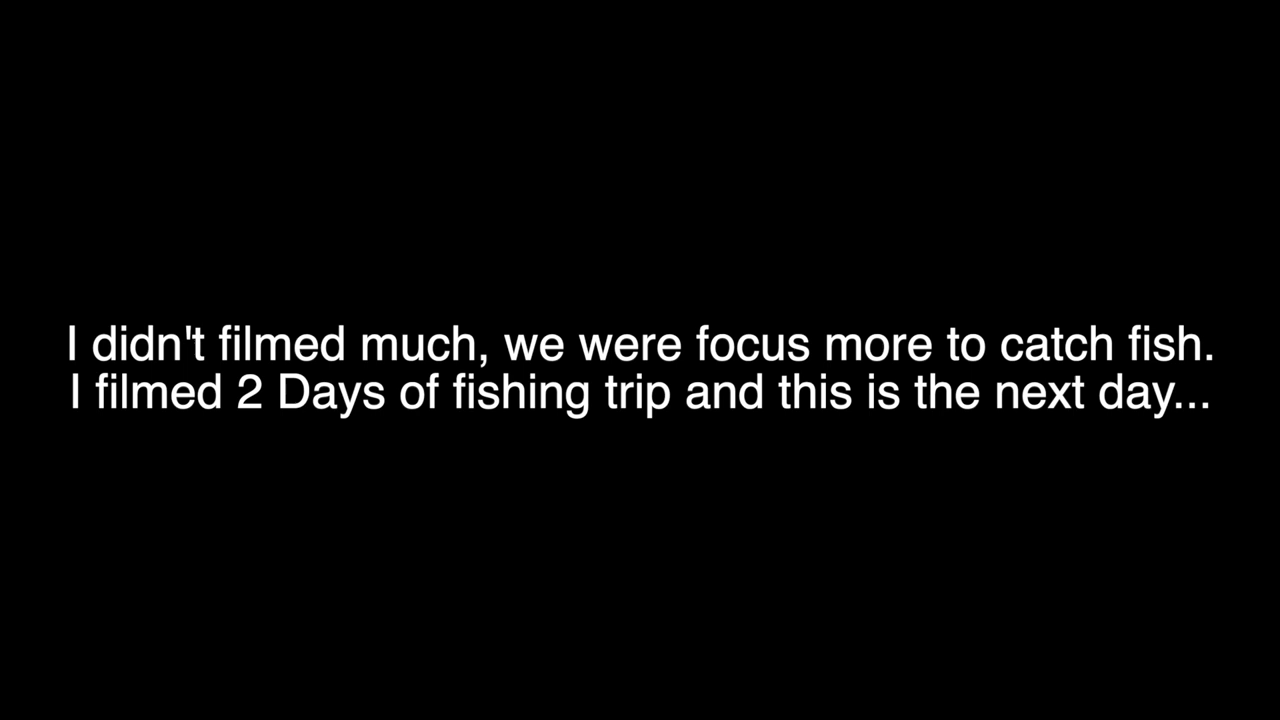 I didn't filmed much, we were focus more to catch fish.
I filmed 2 Days of fishing trip and this is the next day...